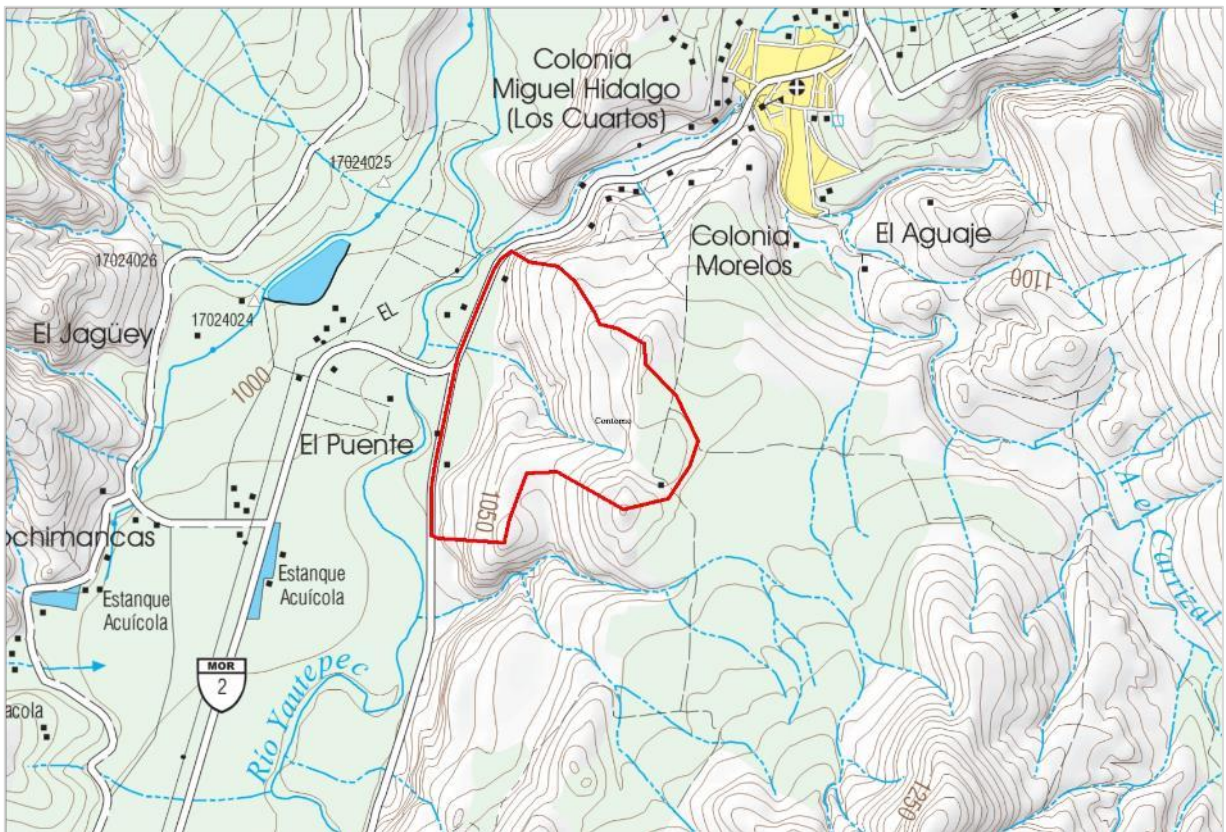 Colonia
Miguel Hidalgo
(Los Cuartos)
17024025
Colonia
Morelos
El Aguaje
1100
17024026
17024024
EL
El Jagüey
1000
El Puente
Contorno
1050
ochimancas
Estanque
Acuícola
Estanque
Acuícola
A el Carrizal
MOR
2
Río Yautepec
acola
1250